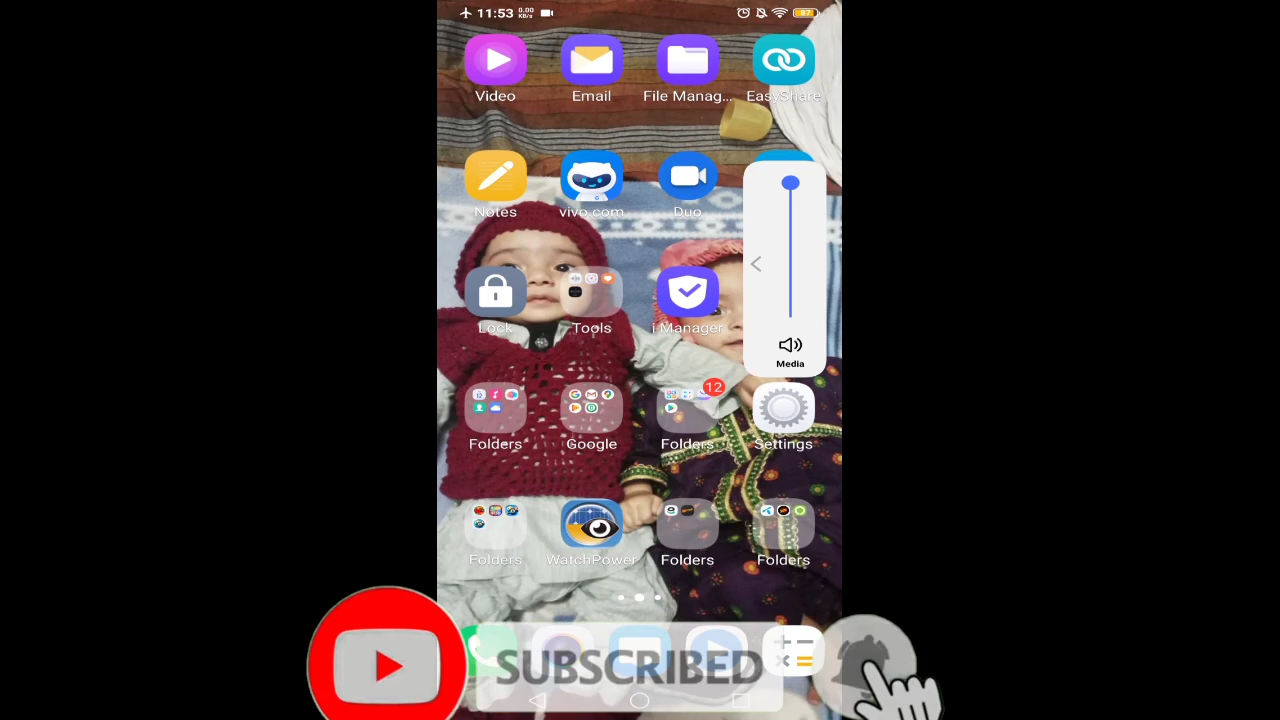 11:53 0.00 KB/s 87
Video Email File Manag... EasyShare
Notes vivo.com Duo
Lock Tools i Manager
Media
12
Folders Google Folders Settings
Folders WatchPower Folders Folders
SUBSCRIBED